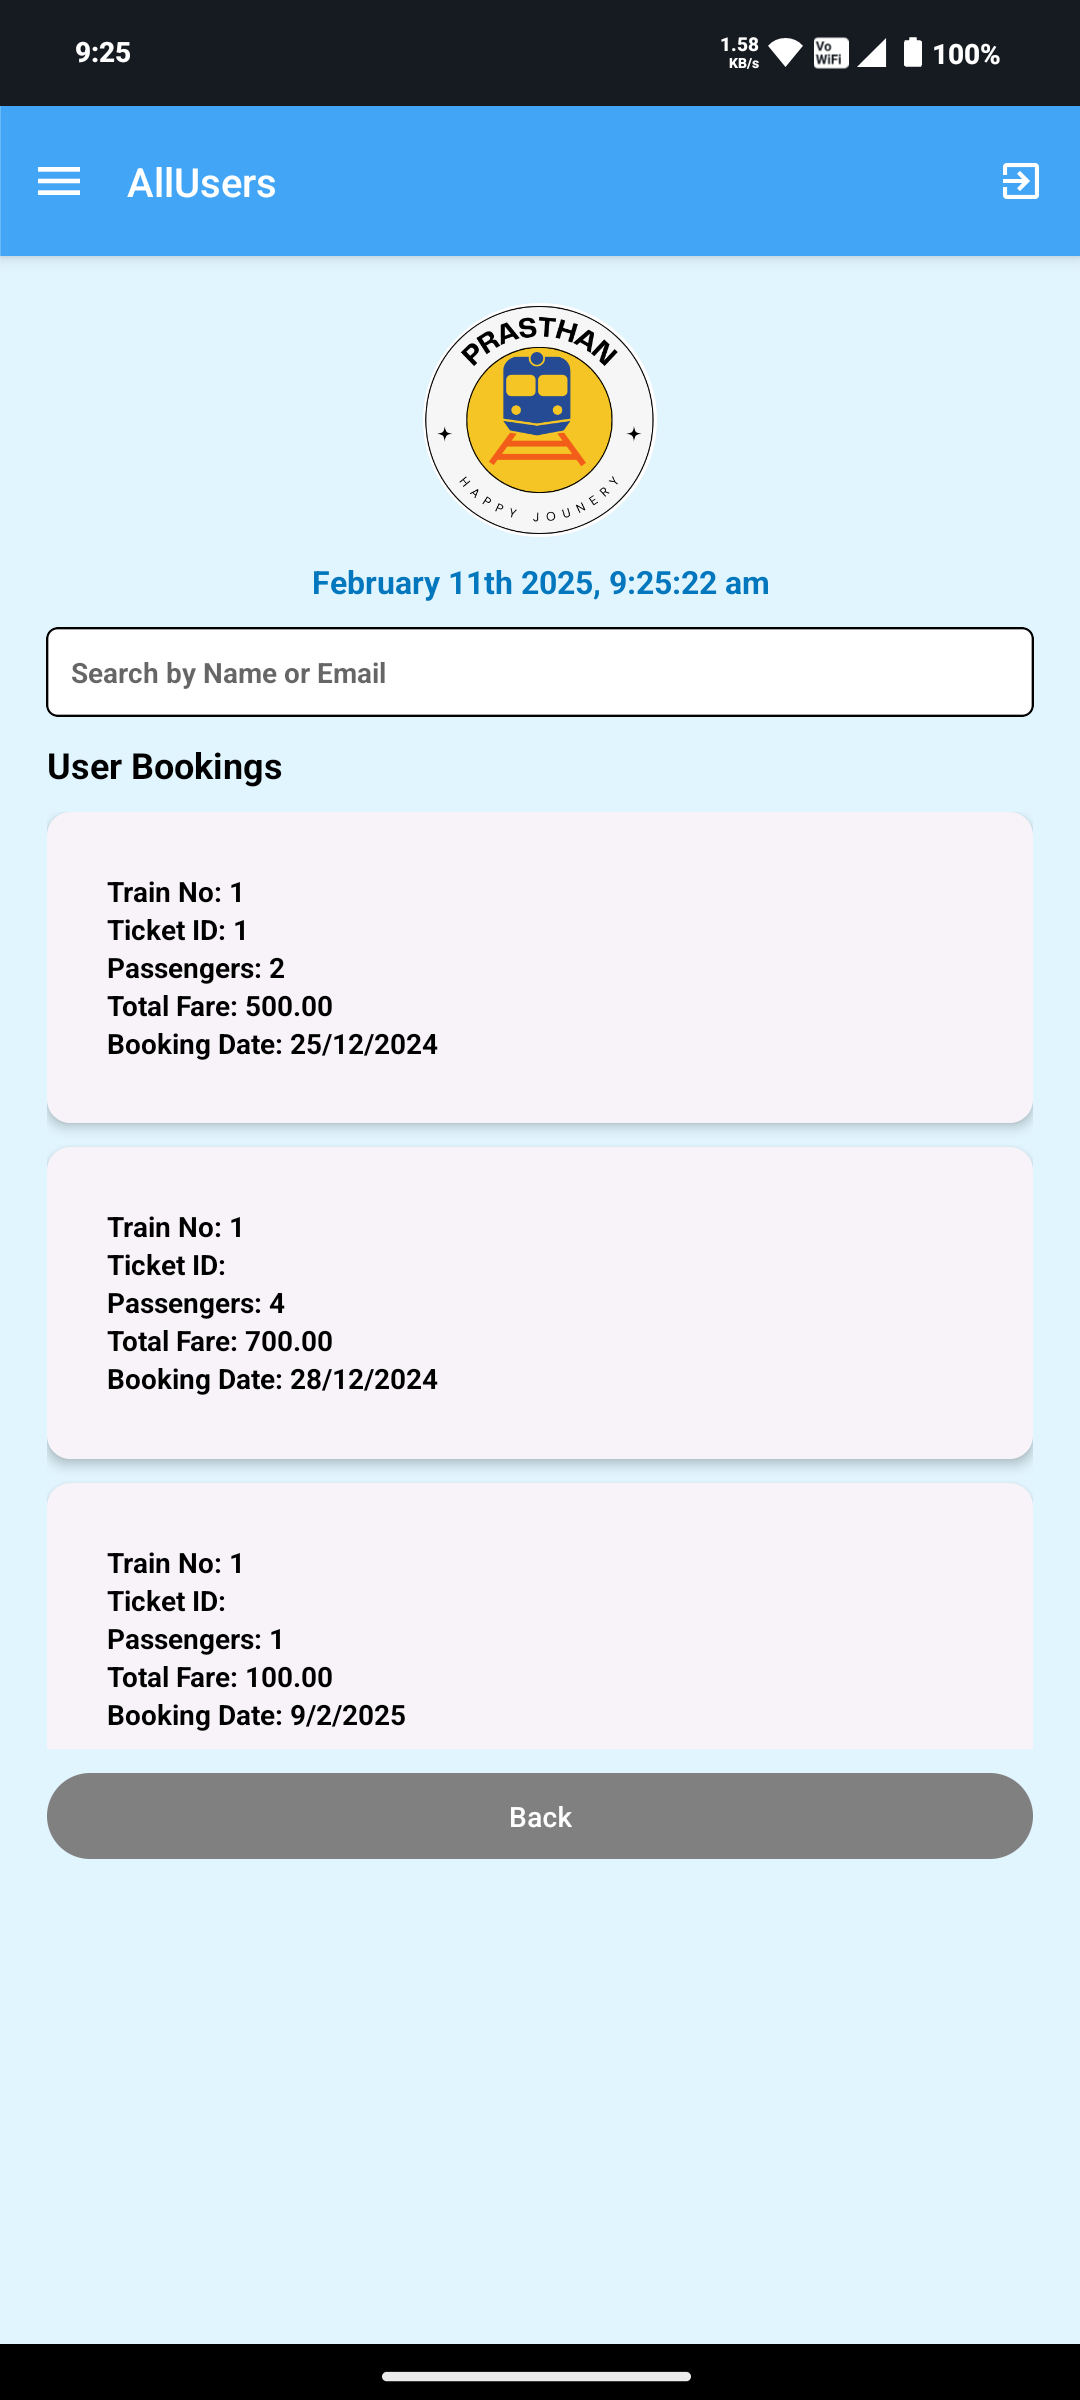 9:25
1.58
KB/s
Vo
WiFi
100%
AllUsers
PRASTHAN
HAPPY JOUNERY
February 11th 2025, 9:25:22 am
Search by Name or Email
User Bookings
Train No: 1
Ticket ID: 1
Passengers: 2
Total Fare: 500.00
Booking Date: 25/12/2024
Train No: 1
Ticket ID:
Passengers: 4
Total Fare: 700.00
Booking Date: 28/12/2024
Train No: 1
Ticket ID:
Passengers: 1
Total Fare: 100.00
Booking Date: 9/2/2025
Back